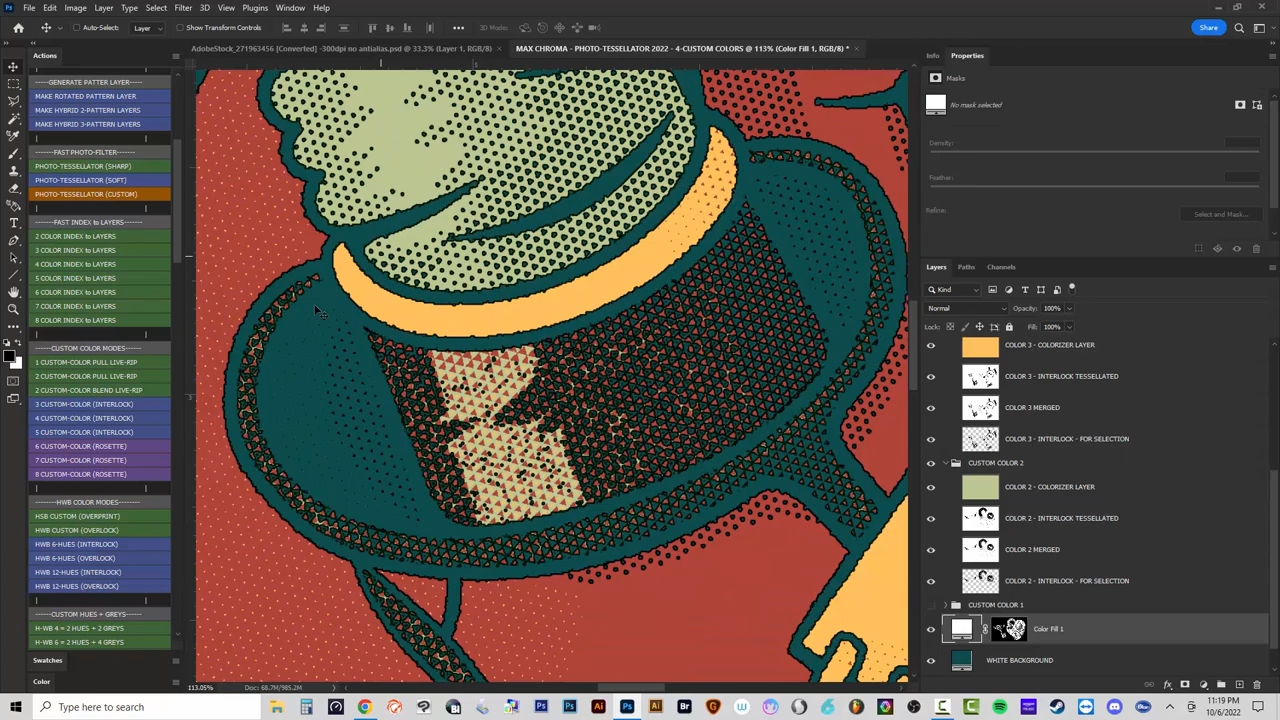 File Edit Image Layer Type Select Filter 3D View Plugins Window Help
Auto-Select: Layer Show Transform Controls ••• 3D Mode: Share
AdobeStock_271963456 [Converted] -300dpi no antialias.psd @ 33.3% (Layer 1, RGB/8) × MAX CHROMA - PHOTO-TESSELLATOR 2022 - 4-CUSTOM COLORS @ 113% (Color Fill 1, RGB/8) * ×
Actions
-----GENERATE PATTER LAYER-----
MAKE ROTATED PATTERN LAYER
MAKE HYBRID 2-PATTERN LAYERS
MAKE HYBRID 3-PATTERN LAYERS
-------FAST PHOTO-FILTER-------
PHOTO-TESSELLATOR (SHARP)
PHOTO-TESSELLATOR (SOFT)
PHOTO-TESSELLATOR (CUSTOM)
-----FAST INDEX to LAYERS-----
2 COLOR INDEX to LAYERS
3 COLOR INDEX to LAYERS
4 COLOR INDEX to LAYERS
5 COLOR INDEX to LAYERS
6 COLOR INDEX to LAYERS
7 COLOR INDEX to LAYERS
8 COLOR INDEX to LAYERS
-----CUSTOM COLOR MODES-----
1 CUSTOM-COLOR PULL LIVE-RIP
2 CUSTOM-COLOR PULL LIVE-RIP
2 CUSTOM-COLOR BLEND LIVE-RIP
3 CUSTOM-COLOR (INTERLOCK)
4 CUSTOM-COLOR (INTERLOCK)
5 CUSTOM-COLOR (INTERLOCK)
6 CUSTOM-COLOR (ROSETTE)
7 CUSTOM-COLOR (ROSETTE)
8 CUSTOM-COLOR (ROSETTE)
-------HWB COLOR MODES-------
HSB CUSTOM (OVERPRINT)
HWB CUSTOM (OVERLOCK)
HWB 6-HUES (INTERLOCK)
HWB 6-HUES (OVERLOCK)
HWB 12-HUES (INTERLOCK)
HWB 12-HUES (OVERLOCK)
-----CUSTOM HUES + GREYS-----
H-WB 4 = 2 HUES + 2 GREYS
H-WB 6 = 2 HUES + 4 GREYS
Swatches
Color
5
113.05% Doc: 68.7M/985.2M
Info Properties
Masks
No mask selected
Density:
Feather:
Refine: Select and Mask...
Layers Paths Channels
Kind
Normal Opacity: 100%
Lock: Fill: 100%
COLOR 3 - COLORIZER LAYER
COLOR 3 - INTERLOCK TESSELLATED
COLOR 3 MERGED
COLOR 3 - INTERLOCK - FOR SELECTION
CUSTOM COLOR 2
COLOR 2 - COLORIZER LAYER
COLOR 2 - INTERLOCK TESSELLATED
COLOR 2 MERGED
COLOR 2 - INTERLOCK - FOR SELECTION
CUSTOM COLOR 1
Color Fill 1
WHITE BACKGROUND
Type here to search
11:19 PM
10/6/2022